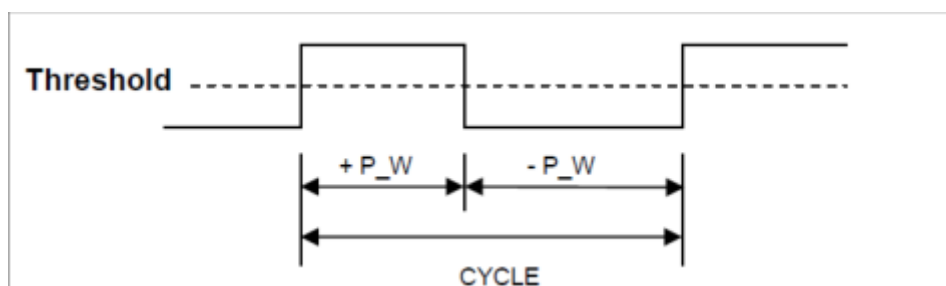 Threshold
+ P_W - P_W
CYCLE